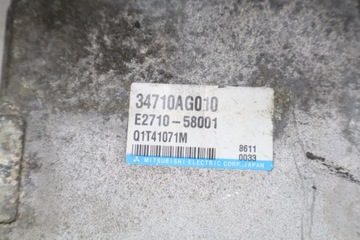 34710AG010
E2710-58001
Q1T41071M
8611
0033
MITSUBISHI ELECTRIC CORP. JAPAN